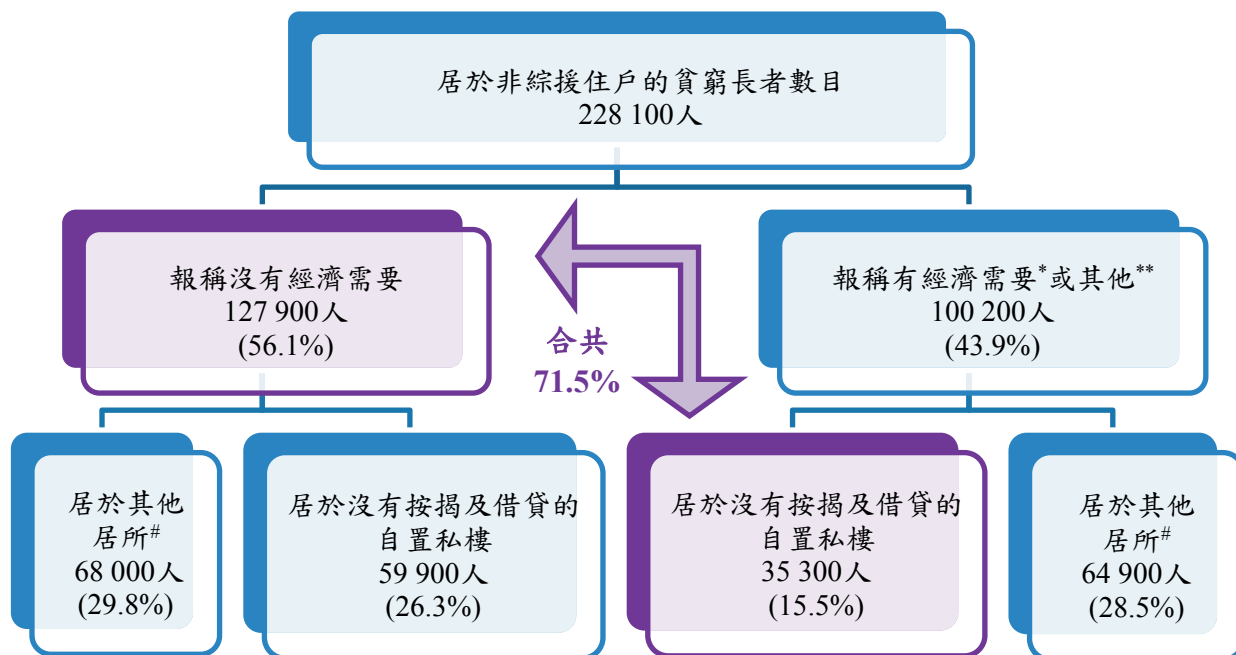 居於非綜援住戶的貧窮長者數目
228 100人
報稱沒有經濟需要
127 900人
(56.1%)
合共
71.5%
報稱有經濟需要*或其他**
100 200人
(43.9%)
居於其他
居所#
68 000人
(29.8%)
居於沒有按揭及借貸的
自置私樓
59 900人
(26.3%)
居於沒有按揭及借貸的
自置私樓
35 300人
(15.5%)
居於其他
居所#
64 900人
(28.5%)